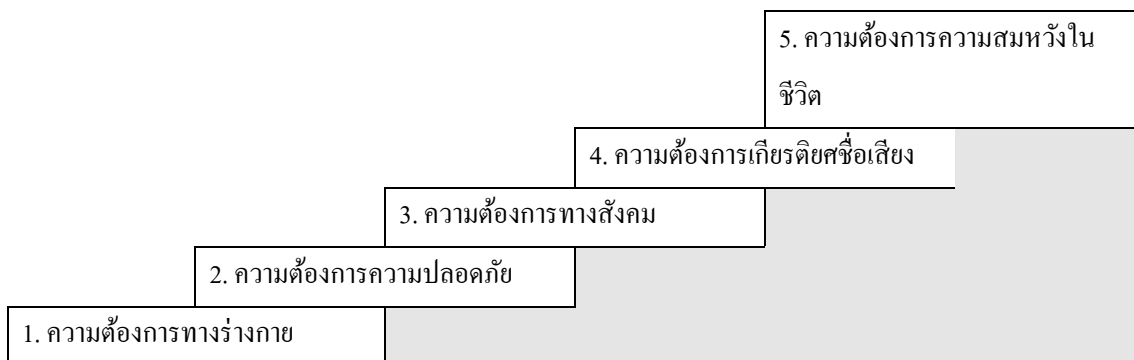 5. ความต้องการความสมหวังใน
ชีวิต
4. ความต้องการเกียรติยศชื่อเสียง
3. ความต้องการทางสังคม
2. ความต้องการความปลอดภัย
1. ความต้องการทางร่างกาย